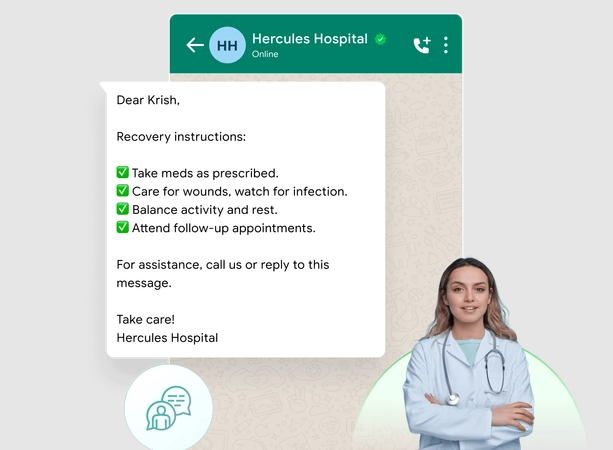 HH
Hercules Hospital
Online
Dear Krish,
Recovery instructions:
✅ Take meds as prescribed.
✅ Care for wounds, watch for infection.
✅ Balance activity and rest.
✅ Attend follow-up appointments.
For assistance, call us or reply to this
message.
Take care!
Hercules Hospital